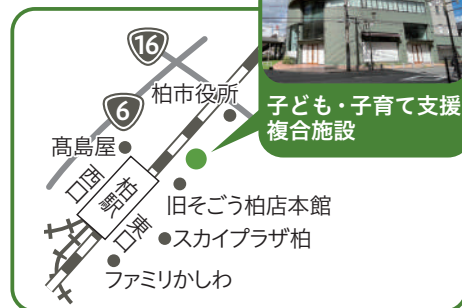 16
柏市役所
6
子ども・子育て支援
複合施設
髙島屋
西口
柏駅
東口
旧そごう柏店本館
スカイプラザ柏
ファミリかしわ